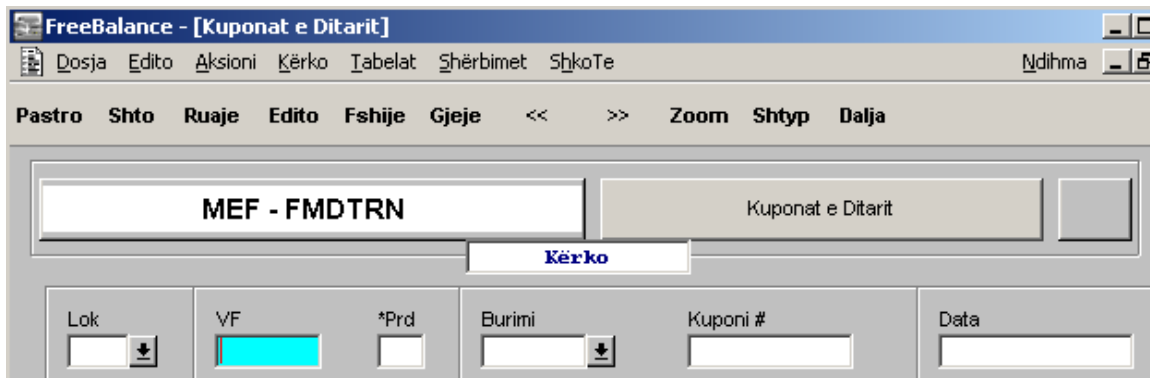 FreeBalance - [Kuponat e Ditarit]
Dosja Edito Aksioni Kërko Tabelat Shërbimet ShkoTe Ndihma
Pastro Shto Ruaje Edito Fshije Gjeje << >> Zoom Shtyp Dalja
MEF - FMDTRN Kuponat e Ditarit
Kërko
Lok VF *Prd Burimi Kuponi # Data